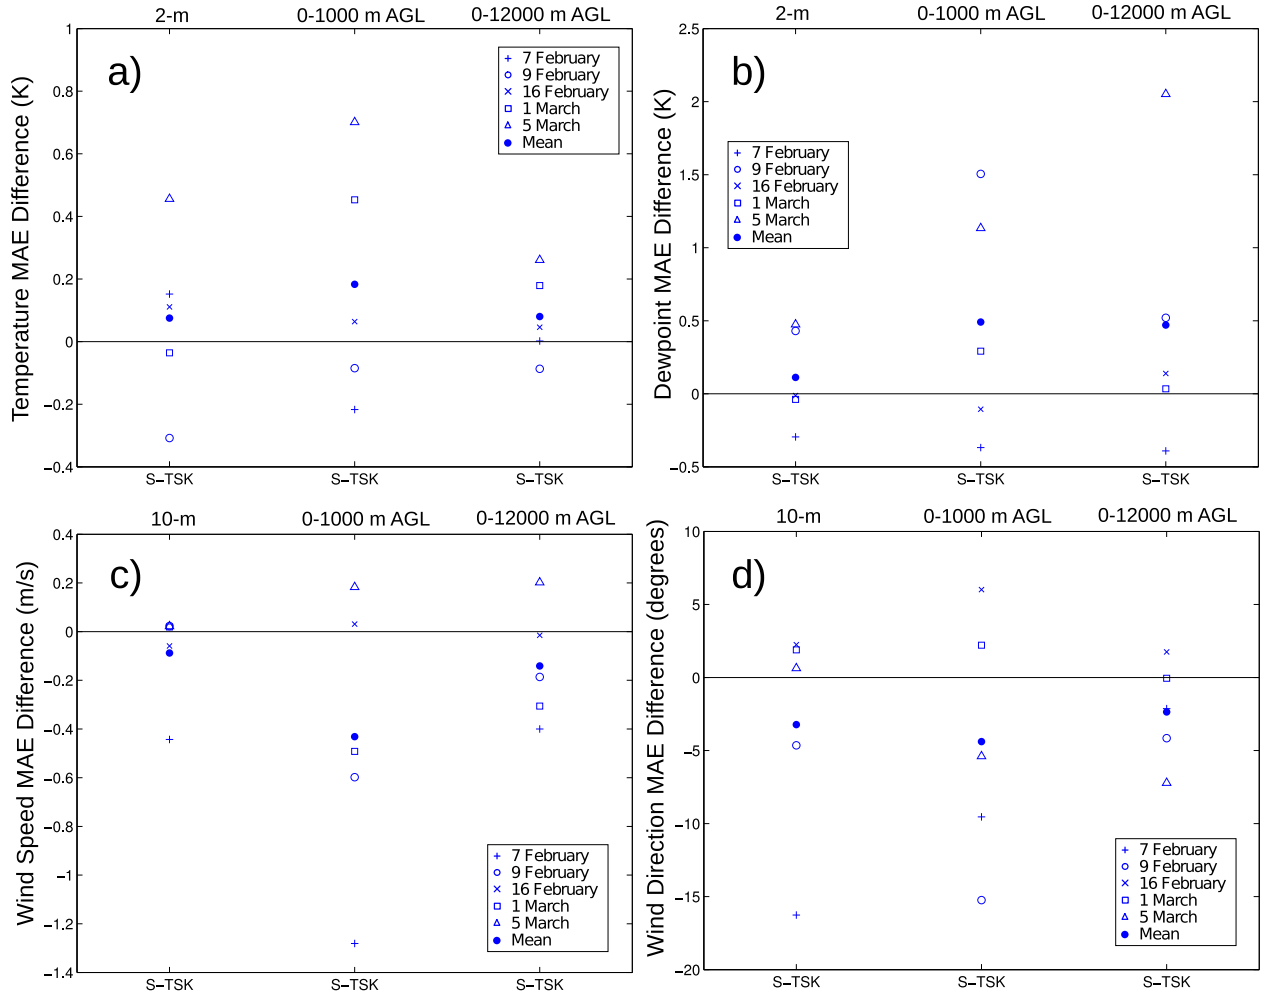 2-m 0-1000 m AGL 0-12000 m AGL
a)
Temperature MAE Difference (K)
1
0.8
0.6
0.4
0.2
0
−0.2
−0.4
7 February
9 February
16 February
1 March
5 March
Mean
S−TSK S−TSK S−TSK
2-m 0-1000 m AGL 0-12000 m AGL
b)
Dewpoint MAE Difference (K)
2.5
2
1.5
1
0.5
0
−0.5
7 February
9 February
16 February
1 March
5 March
Mean
S−TSK S−TSK S−TSK
10-m 0-1000 m AGL 0-12000 m AGL
c)
Wind Speed MAE Difference (m/s)
0.4
0.2
0
−0.2
−0.4
−0.6
−0.8
−1
−1.2
−1.4
7 February
9 February
16 February
1 March
5 March
Mean
S−TSK S−TSK S−TSK
10-m 0-1000 m AGL 0-12000 m AGL
d)
Wind Direction MAE Difference (degrees)
10
5
0
−5
−10
−15
−20
7 February
9 February
16 February
1 March
5 March
Mean
S−TSK S−TSK S−TSK